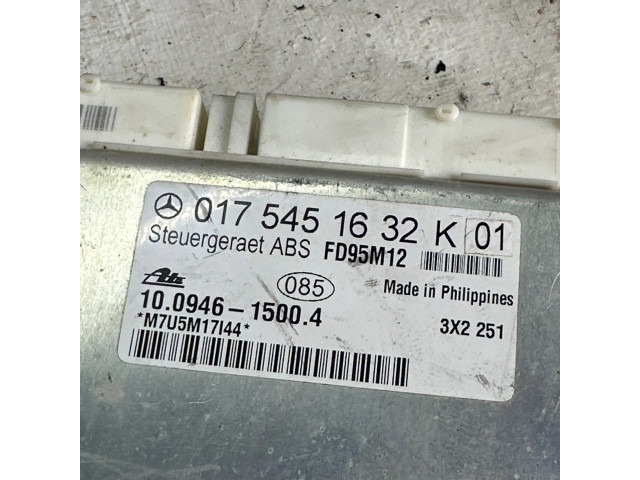 017 545 16 32 K 01
Steuergeraet ABS FD95M12
Ate 085 Made in Philippines
10.0946-1500.4 3X2 251
*M7U5M17I44*